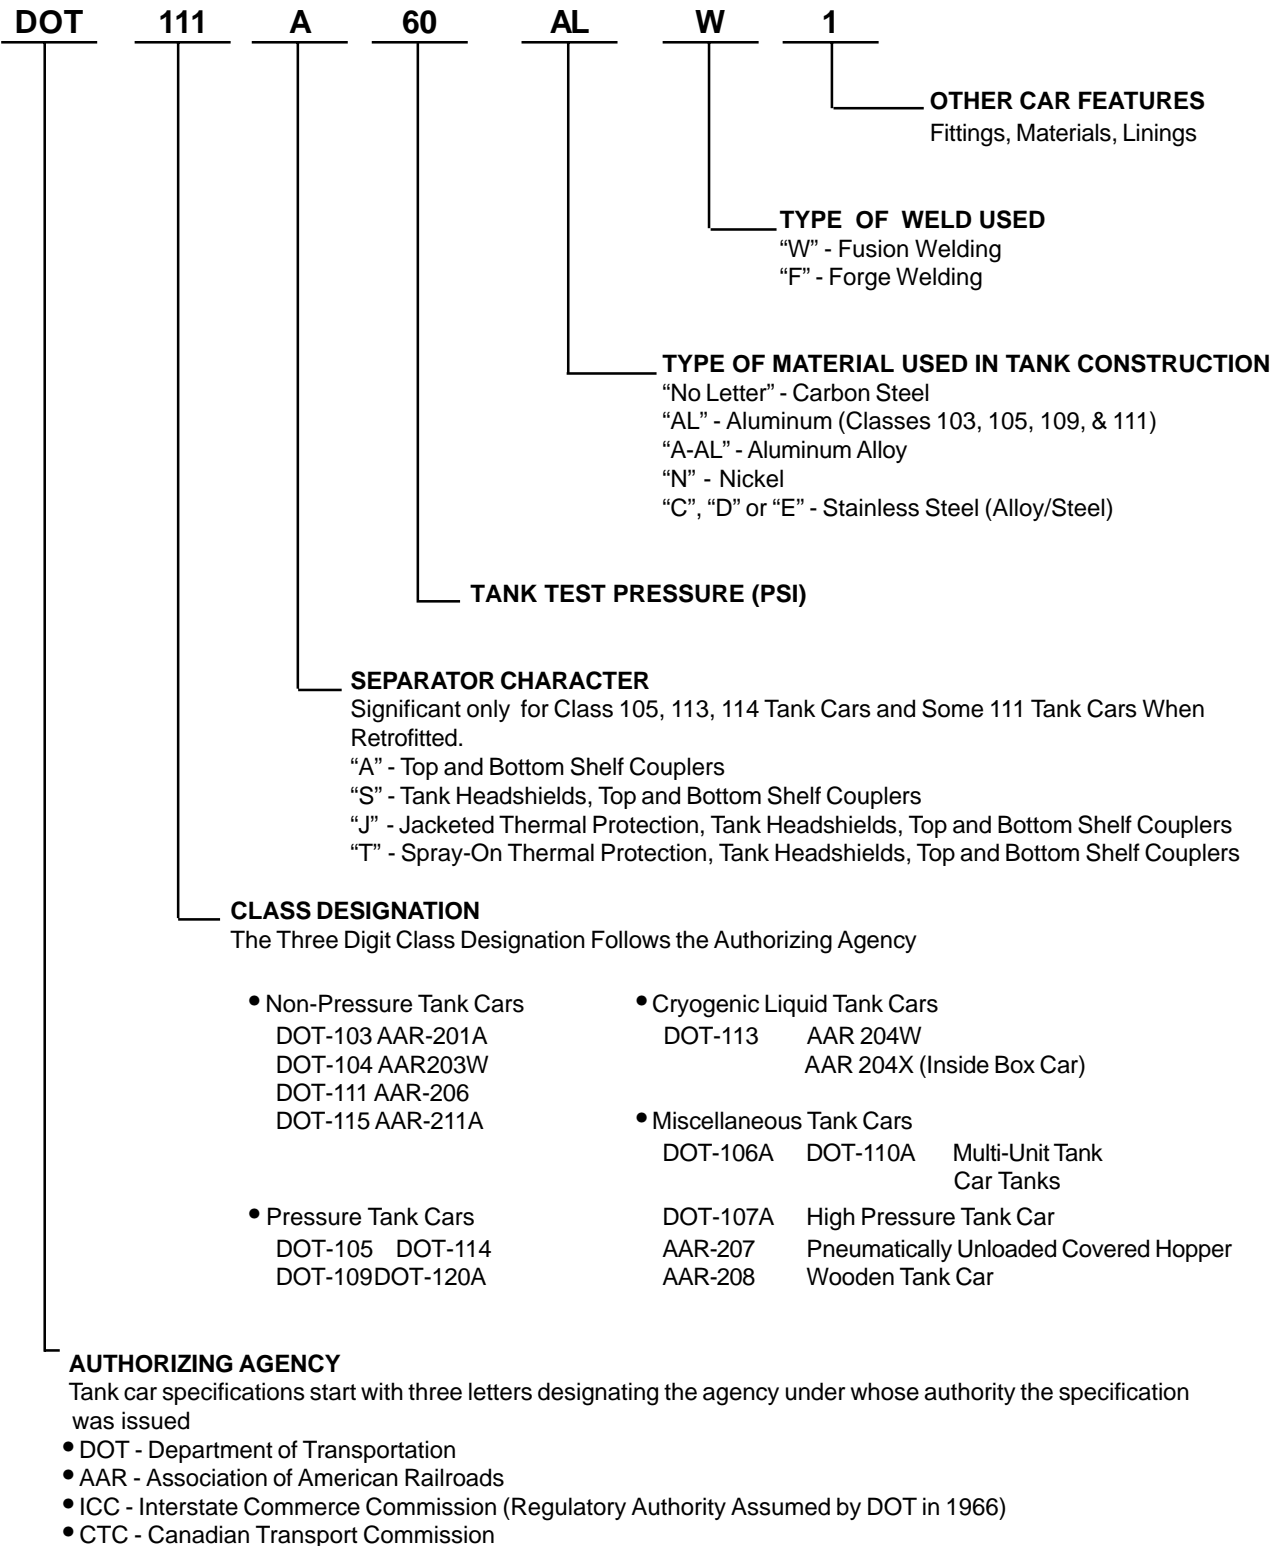 DOT 111 A 60 AL W 1
OTHER CAR FEATURES
Fittings, Materials, Linings
TYPE OF WELD USED
“W” - Fusion Welding
“F” - Forge Welding
TYPE OF MATERIAL USED IN TANK CONSTRUCTION
“No Letter” - Carbon Steel
“AL” - Aluminum (Classes 103, 105, 109, & 111)
“A-AL” - Aluminum Alloy
“N” - Nickel
“C”, “D” or “E” - Stainless Steel (Alloy/Steel)
TANK TEST PRESSURE (PSI)
SEPARATOR CHARACTER
Significant only for Class 105, 113, 114 Tank Cars and Some 111 Tank Cars When
Retrofitted.
“A” - Top and Bottom Shelf Couplers
“S” - Tank Headshields, Top and Bottom Shelf Couplers
“J” - Jacketed Thermal Protection, Tank Headshields, Top and Bottom Shelf Couplers
“T” - Spray-On Thermal Protection, Tank Headshields, Top and Bottom Shelf Couplers
CLASS DESIGNATION
The Three Digit Class Designation Follows the Authorizing Agency
• Non-Pressure Tank Cars
DOT-103 AAR-201A
DOT-104 AAR203W
DOT-111 AAR-206
DOT-115 AAR-211A
• Pressure Tank Cars
DOT-105 DOT-114
DOT-109DOT-120A
• Cryogenic Liquid Tank Cars
DOT-113 AAR 204W
AAR 204X (Inside Box Car)
• Miscellaneous Tank Cars
DOT-106A DOT-110A Multi-Unit Tank
Car Tanks
DOT-107A High Pressure Tank Car
AAR-207 Pneumatically Unloaded Covered Hopper
AAR-208 Wooden Tank Car
AUTHORIZING AGENCY
Tank car specifications start with three letters designating the agency under whose authority the specification
was issued
• DOT - Department of Transportation
• AAR - Association of American Railroads
• ICC - Interstate Commerce Commission (Regulatory Authority Assumed by DOT in 1966)
• CTC - Canadian Transport Commission